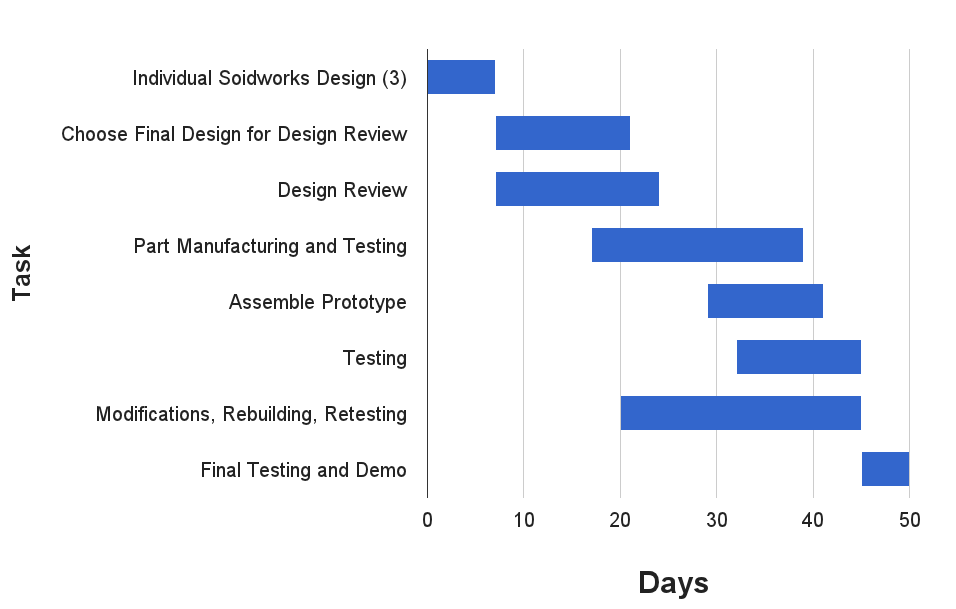 Individual Soidworks Design (3)
Choose Final Design for Design Review
Design Review
Part Manufacturing and Testing
Assemble Prototype
Testing
Modifications, Rebuilding, Retesting
Final Testing and Demo
Task
0 10 20 30 40 50
Days